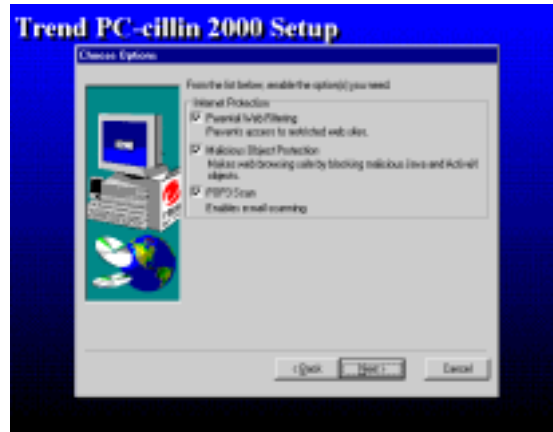 Trend PC-cillin 2000 Setup
Choose Options
From the list below, enable the option(s) you need.
Internet Protection
Parental Web Filtering
Prevents access to restricted web sites.
Malicious Object Protection
Makes web browsing safe by blocking malicious Java and ActiveX
objects.
POP3 Scan
Enables e-mail scanning
< Back
Next >
Cancel